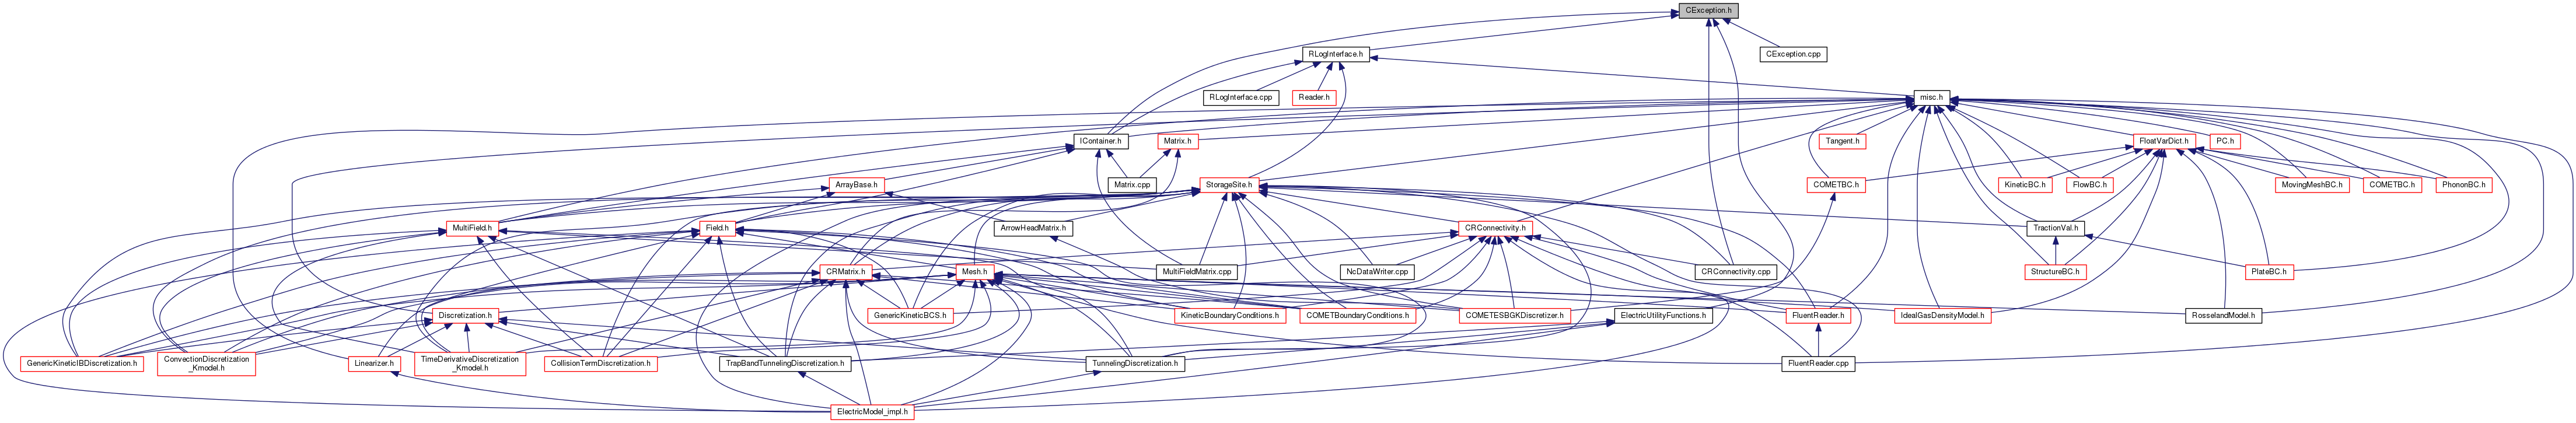 CException.h
RLogInterface.h
CException.cpp
RLogInterface.cpp
Reader.h
misc.h
IContainer.h
Matrix.h
Tangent.h
FloatVarDict.h
PC.h
ArrayBase.h
Matrix.cpp
StorageSite.h
COMETBC.h
KineticBC.h
FlowBC.h
MovingMeshBC.h
COMETBC.h
PhononBC.h
MultiField.h
Field.h
ArrowHeadMatrix.h
CRConnectivity.h
TractionVal.h
CRMatrix.h
Mesh.h
MultiFieldMatrix.cpp
NcDataWriter.cpp
CRConnectivity.cpp
StructureBC.h
PlateBC.h
Discretization.h
GenericKineticBCS.h
KineticBoundaryConditions.h
COMETBoundaryConditions.h
COMETESBGKDiscretizer.h
ElectricUtilityFunctions.h
FluentReader.h
IdealGasDensityModel.h
RosselandModel.h
GenericKineticIBDiscretization.h
ConvectionDiscretization
_Kmodel.h
Linearizer.h
TimeDerivativeDiscretization
_Kmodel.h
CollisionTermDiscretization.h
TrapBandTunnelingDiscretization.h
TunnelingDiscretization.h
FluentReader.cpp
ElectricModel_impl.h